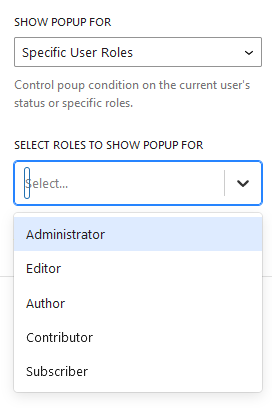 SHOW POPUP FOR
Specific User Roles
Control poup condition on the current user's
status or specific roles.
SELECT ROLES TO SHOW POPUP FOR
Select...
Administrator
Editor
Author
Contributor
Subscriber